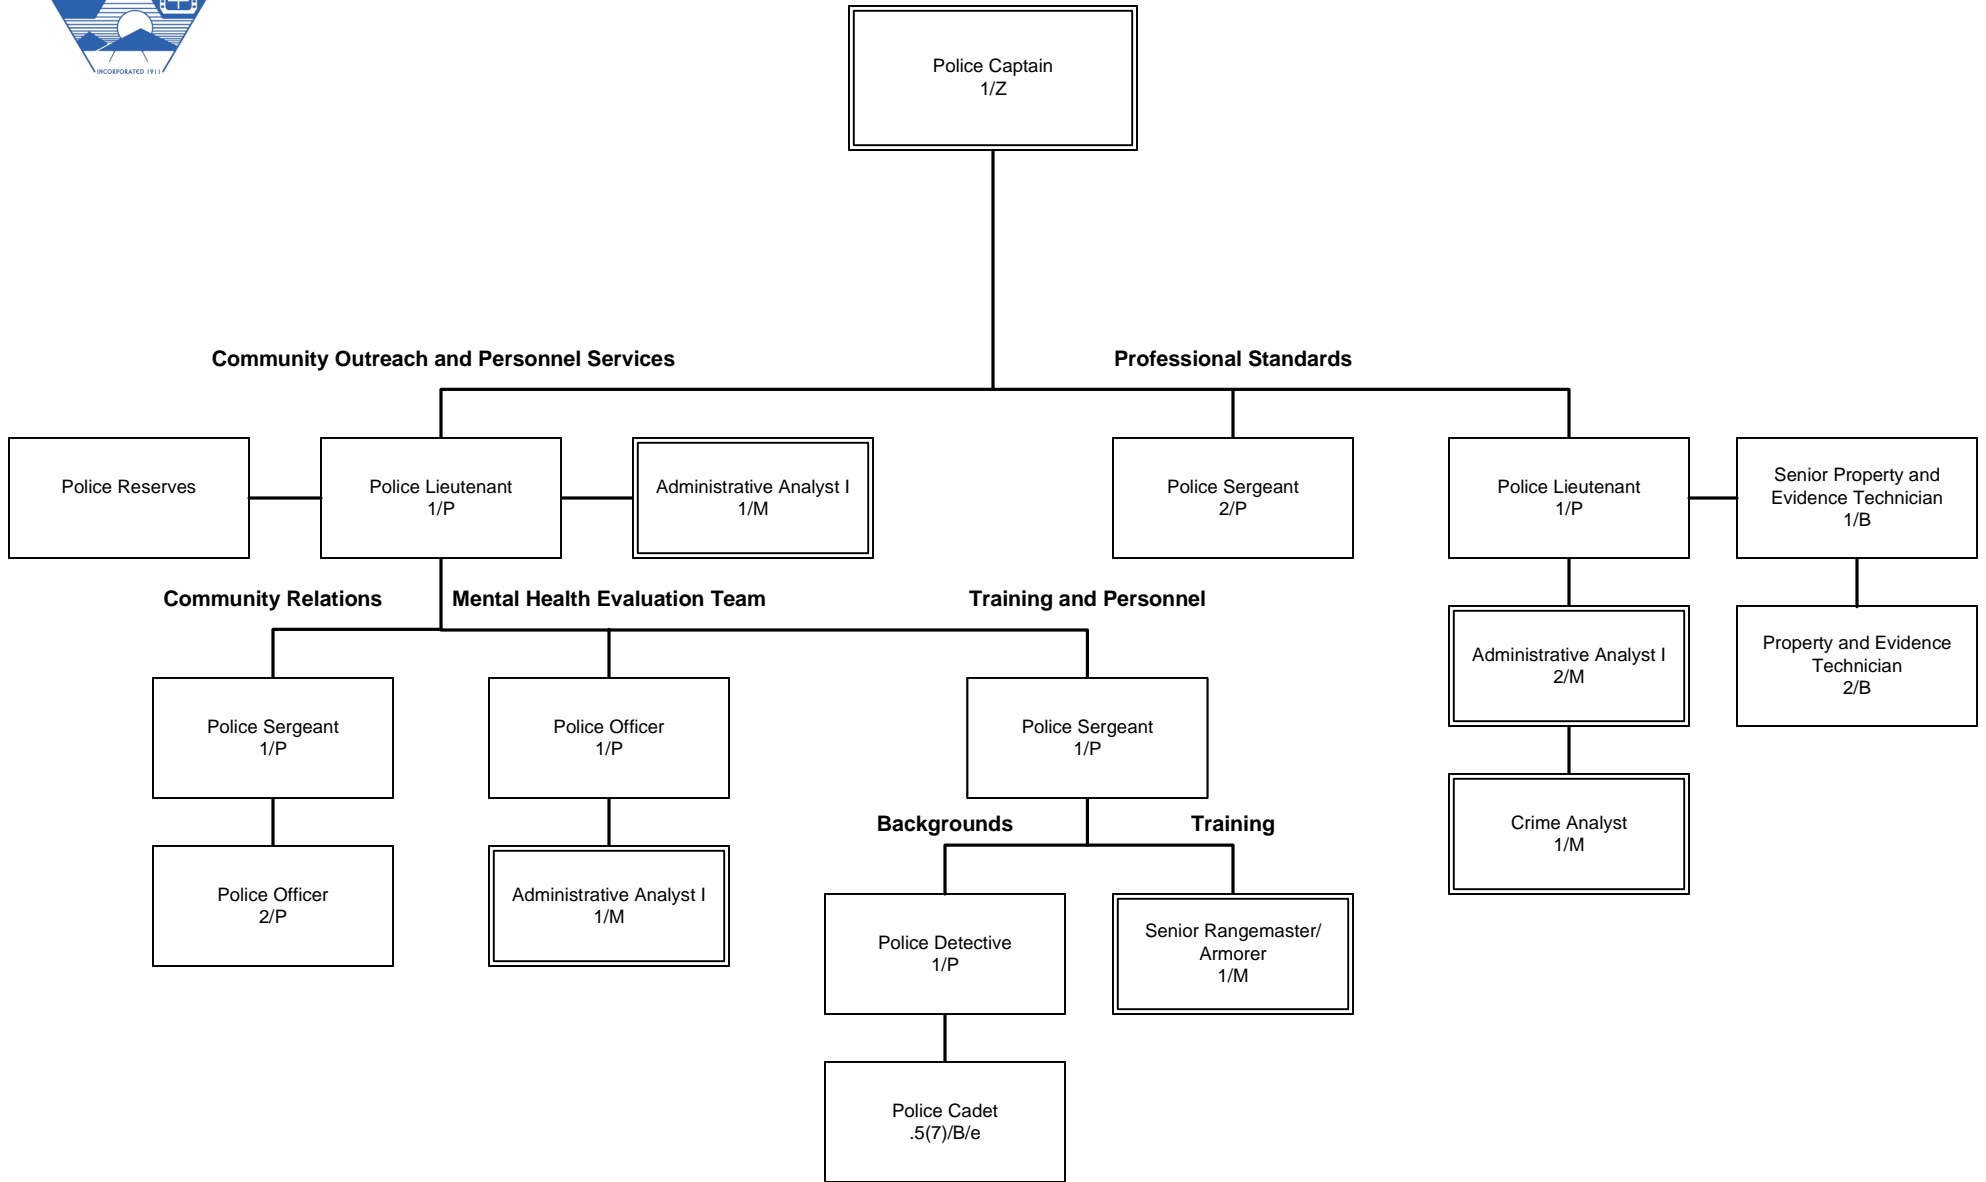 INCORPORATED 1911
Police Captain
1/Z
Community Outreach and Personnel Services
Professional Standards
Police Reserves
Police Lieutenant
1/P
Administrative Analyst I
1/M
Police Sergeant
2/P
Police Lieutenant
1/P
Senior Property and
Evidence Technician
1/B
Community Relations
Mental Health Evaluation Team
Training and Personnel
Administrative Analyst I
2/M
Property and Evidence
Technician
2/B
Police Sergeant
1/P
Police Officer
1/P
Police Sergeant
1/P
Backgrounds
Training
Crime Analyst
1/M
Police Officer
2/P
Administrative Analyst I
1/M
Police Detective
1/P
Senior Rangemaster/
Armorer
1/M
Police Cadet
.5(7)/B/e